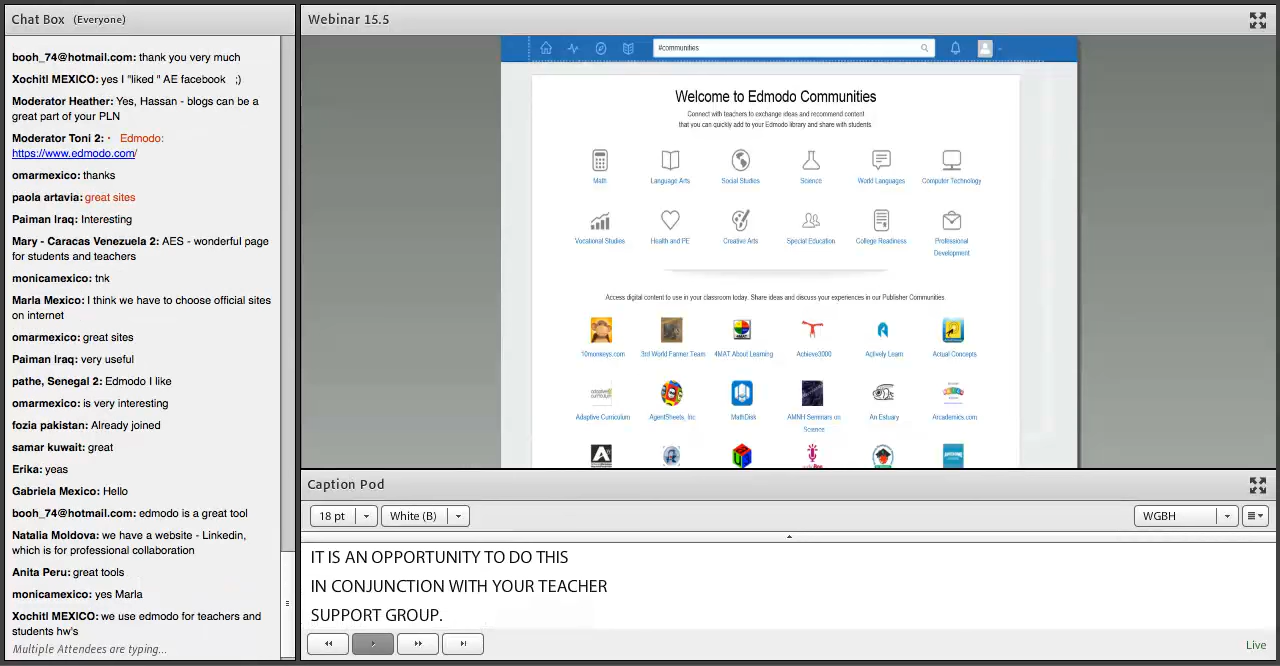 Chat Box (Everyone)
booh_74@hotmail.com: thank you very much
Xochitl MEXICO: yes I "liked " AE facebook ;)
Moderator Heather: Yes, Hassan - blogs can be a
great part of your PLN
Moderator Toni 2: • Edmodo:
https://www.edmodo.com/
omarmexico: thanks
paola artavia: great sites
Paiman Iraq: Interesting
Mary - Caracas Venezuela 2: AES - wonderful page
for students and teachers
monicamexico: tnk
Marla Mexico: I think we have to choose official sites
on internet
omarmexico: great sites
Paiman Iraq: very useful
pathe, Senegal 2: Edmodo I like
omarmexico: is very interesting
fozia pakistan: Already joined
samar kuwait: great
Erika: yeas
Gabriela Mexico: Hello
booh_74@hotmail.com: edmodo is a great tool
Natalia Moldova: we have a website - Linkedin,
which is for professional collaboration
Anita Peru: great tools
monicamexico: yes Marla
Xochitl MEXICO: we use edmodo for teachers and
students hw's
Multiple Attendees are typing...
Webinar 15.5
#communities
Welcome to Edmodo Communities
Connect with teachers to exchange ideas and recommend content
that you can quickly add to your Edmodo library and share with students.
Math Language Arts Social Studies Science World Languages Computer Technology
Vocational Studies Health and PE Creative Arts Special Education College Readiness Professional
Development
Access digital content to use in your classroom today. Share ideas and discuss your experiences in our Publisher Communities
10monkeys.com 3rd World Farmer Team 4MAT About Learning Achieve3000 Actively Learn Actual Concepts
Adaptive Curriculum AgentSheets, Inc MathDisk AMNH Seminars on An Estuary Arcademics.com
Science
Caption Pod
18 pt White (B) WGBH
IT IS AN OPPORTUNITY TO DO THIS
IN CONJUNCTION WITH YOUR TEACHER
SUPPORT GROUP.
Live